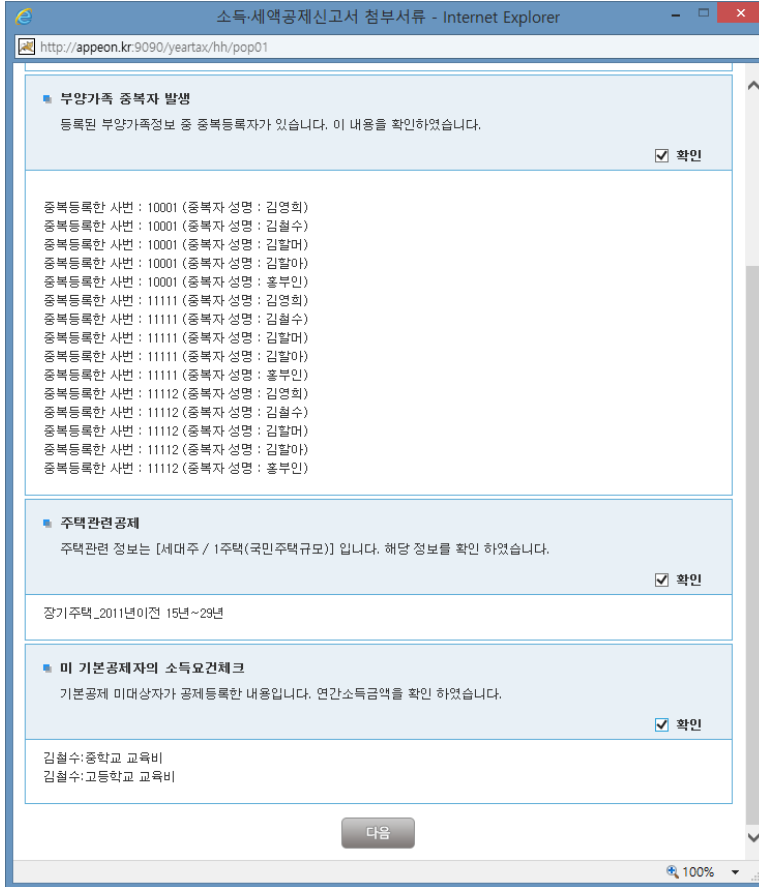 소득·세액공제신고서 첨부서류 - Internet Explorer
http://appeon.kr:9090/yeartax/hh/pop01
부양가족 중복자 발생
등록된 부양가족정보 중 중복등록자가 있습니다. 이 내용을 확인하였습니다.
확인
중복등록한 사번 : 10001 (중복자 성명 : 김영희)
중복등록한 사번 : 10001 (중복자 성명 : 김철수)
중복등록한 사번 : 10001 (중복자 성명 : 김할머)
중복등록한 사번 : 10001 (중복자 성명 : 김할아)
중복등록한 사번 : 10001 (중복자 성명 : 홍부인)
중복등록한 사번 : 11111 (중복자 성명 : 김영희)
중복등록한 사번 : 11111 (중복자 성명 : 김철수)
중복등록한 사번 : 11111 (중복자 성명 : 김할머)
중복등록한 사번 : 11111 (중복자 성명 : 김할아)
중복등록한 사번 : 11111 (중복자 성명 : 홍부인)
중복등록한 사번 : 11112 (중복자 성명 : 김영희)
중복등록한 사번 : 11112 (중복자 성명 : 김철수)
중복등록한 사번 : 11112 (중복자 성명 : 김할머)
중복등록한 사번 : 11112 (중복자 성명 : 김할아)
중복등록한 사번 : 11112 (중복자 성명 : 홍부인)
주택관련공제
주택관련 정보는 [세대주 / 1주택(국민주택규모)] 입니다. 해당 정보를 확인 하였습니다.
확인
장기주택_2011년이전 15년~29년
미 기본공제자의 소득요건체크
기본공제 미대상자가 공제등록한 내용입니다. 연간소득금액을 확인 하였습니다.
확인
김철수:중학교 교육비
김철수:고등학교 교육비
다음
100%